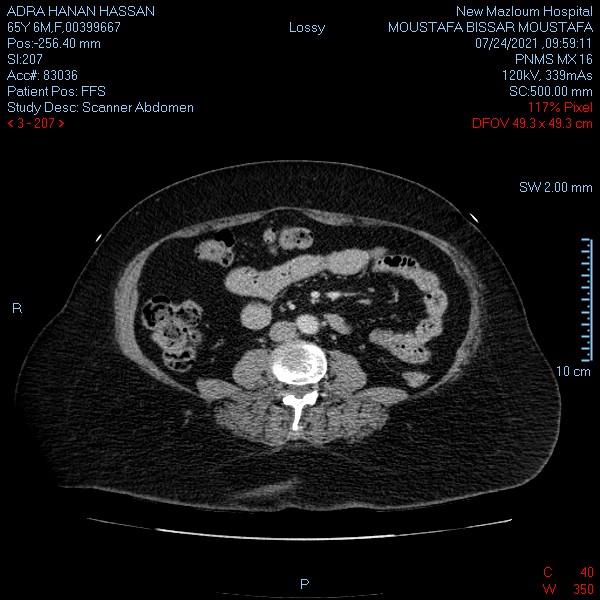 ADRA HANAN HASSAN
65Y 6M,F,00399667
Pos:-256.40 mm
SI:207
Acc#: 83036
Patient Pos: FFS
Study Desc: Scanner Abdomen
< 3 - 207 >
Lossy
New Mazloum Hospital
MOUSTAFA BISSAR MOUSTAFA
07/24/2021 ,09:59:11
PNMS MX 16
120kV, 339mAs
SC:500.00 mm
117% Pixel
DFOV 49.3 x 49.3 cm
SW 2.00 mm
R
10 cm
P
C 40
W 350